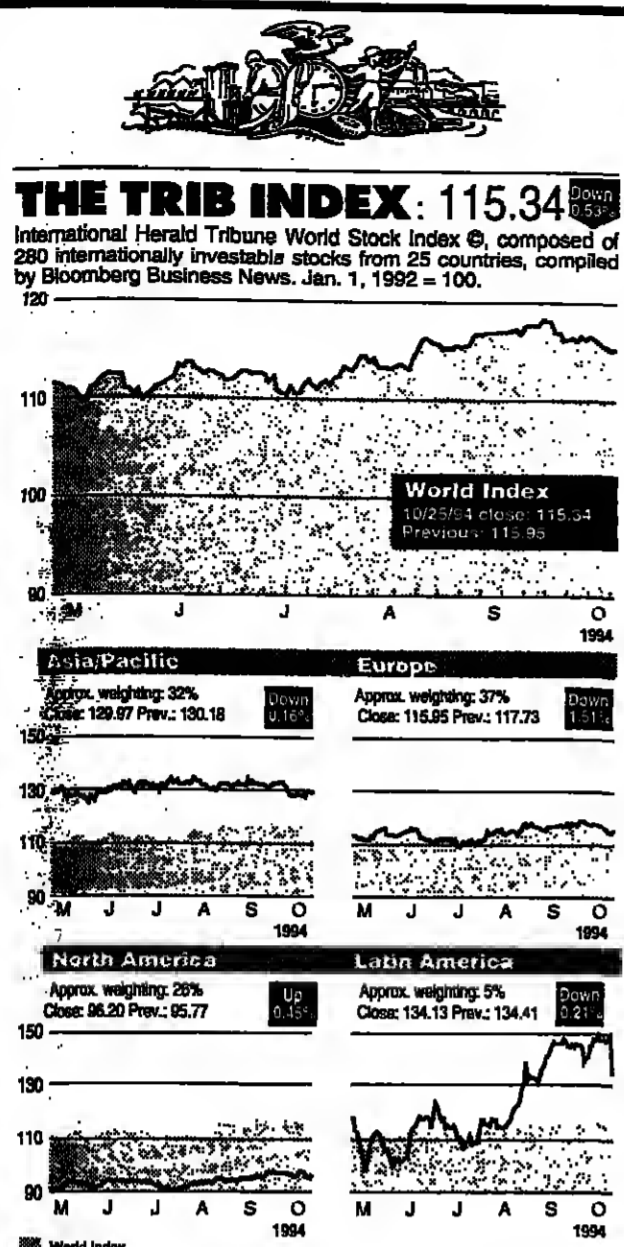 THE TRIB INDEX: 115.34 Down 0.53%
International Herald Tribune World Stock Index ©, composed of
280 internationally investable stocks from 25 countries, compiled
by Bloomberg Business News. Jan. 1, 1992 = 100.
120
110
100
90
World Index
10/25/94 close: 115.34
Previous: 115.95
M J J A S O
1994
Asia/Pacific
Approx. weighting: 32%
Close: 129.97 Prev.: 130.18
Down
0.16%
150
130
110
90
M J J A S O
1994
Europe
Approx. weighting: 37%
Close: 115.95 Prev.: 117.73
Down
1.51%
M J J A S O
1994
North America
Approx. weighting: 26%
Close: 96.20 Prev.: 95.77
Up
0.45%
150
130
110
90
M J J A S O
1994
Latin America
Approx. weighting: 5%
Close: 134.13 Prev.: 134.41
Down
0.21%
M J J A S O
1994
World Index